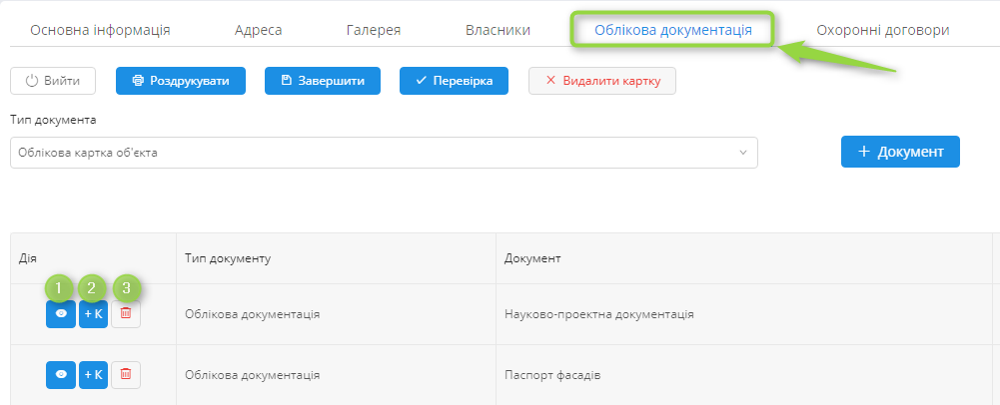 Основна інформація Адреса Галерея Власники Облікова документація Охоронні договори
Вийти Роздрукувати Завершити Перевірка Видалити картку
Тип документа
Облікова картка об'єкта
+ Документ
Дія Тип документу Документ
1 2 3
+ К Облікова документація Науково-проектна документація
+ К Облікова документація Паспорт фасадів